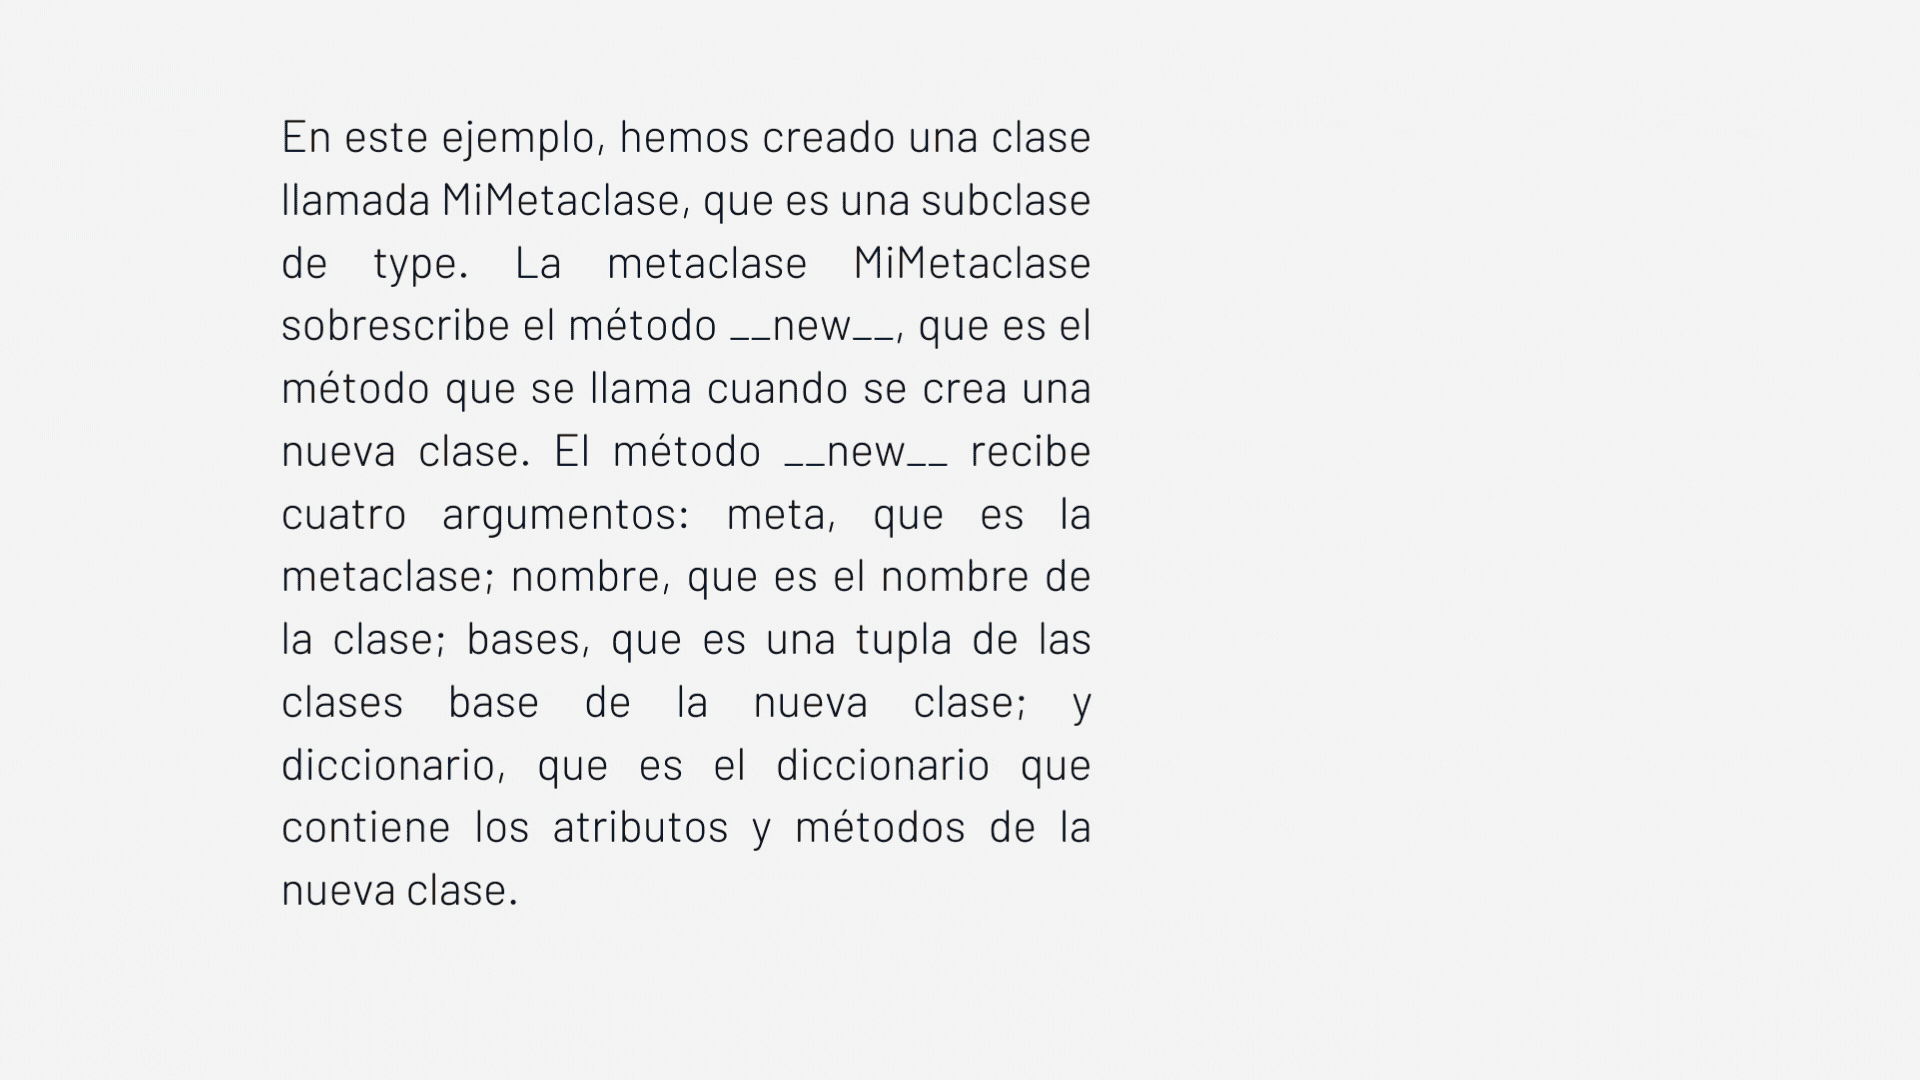 En este ejemplo, hemos creado una clase
llamada MiMetaclase, que es una subclase
de type. La metaclase MiMetaclase
sobrescribe el método __new__, que es el
método que se llama cuando se crea una
nueva clase. El método __new__ recibe
cuatro argumentos: meta, que es la
metaclase; nombre, que es el nombre de
la clase; bases, que es una tupla de las
clases base de la nueva clase; y
diccionario, que es el diccionario que
contiene los atributos y métodos de la
nueva clase.